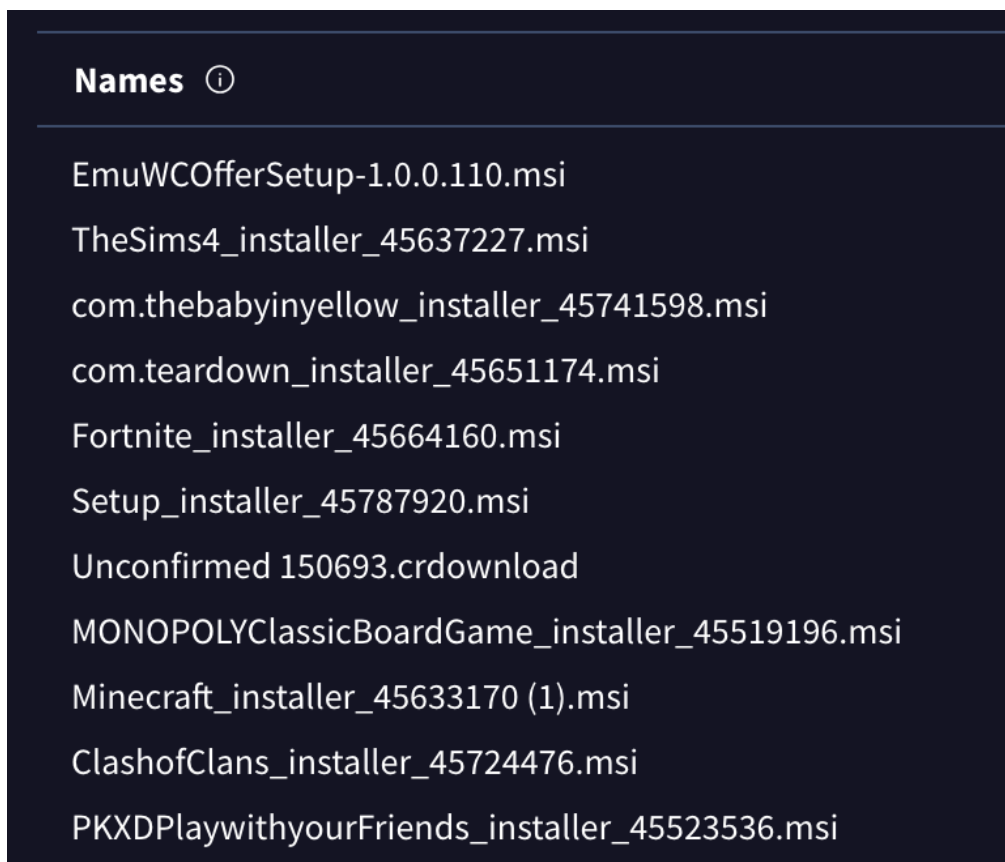 Names
EmuWCOfferSetup-1.0.0.110.msi
TheSims4_installer_45637227.msi
com.thebabyinyellow_installer_45741598.msi
com.teardown_installer_45651174.msi
Fortnite_installer_45664160.msi
Setup_installer_45787920.msi
Unconfirmed 150693.crdownload
MONOPOLYClassicBoardGame_installer_45519196.msi
Minecraft_installer_45633170 (1).msi
ClashofClans_installer_45724476.msi
PKXDPlaywithyourFriends_installer_45523536.msi